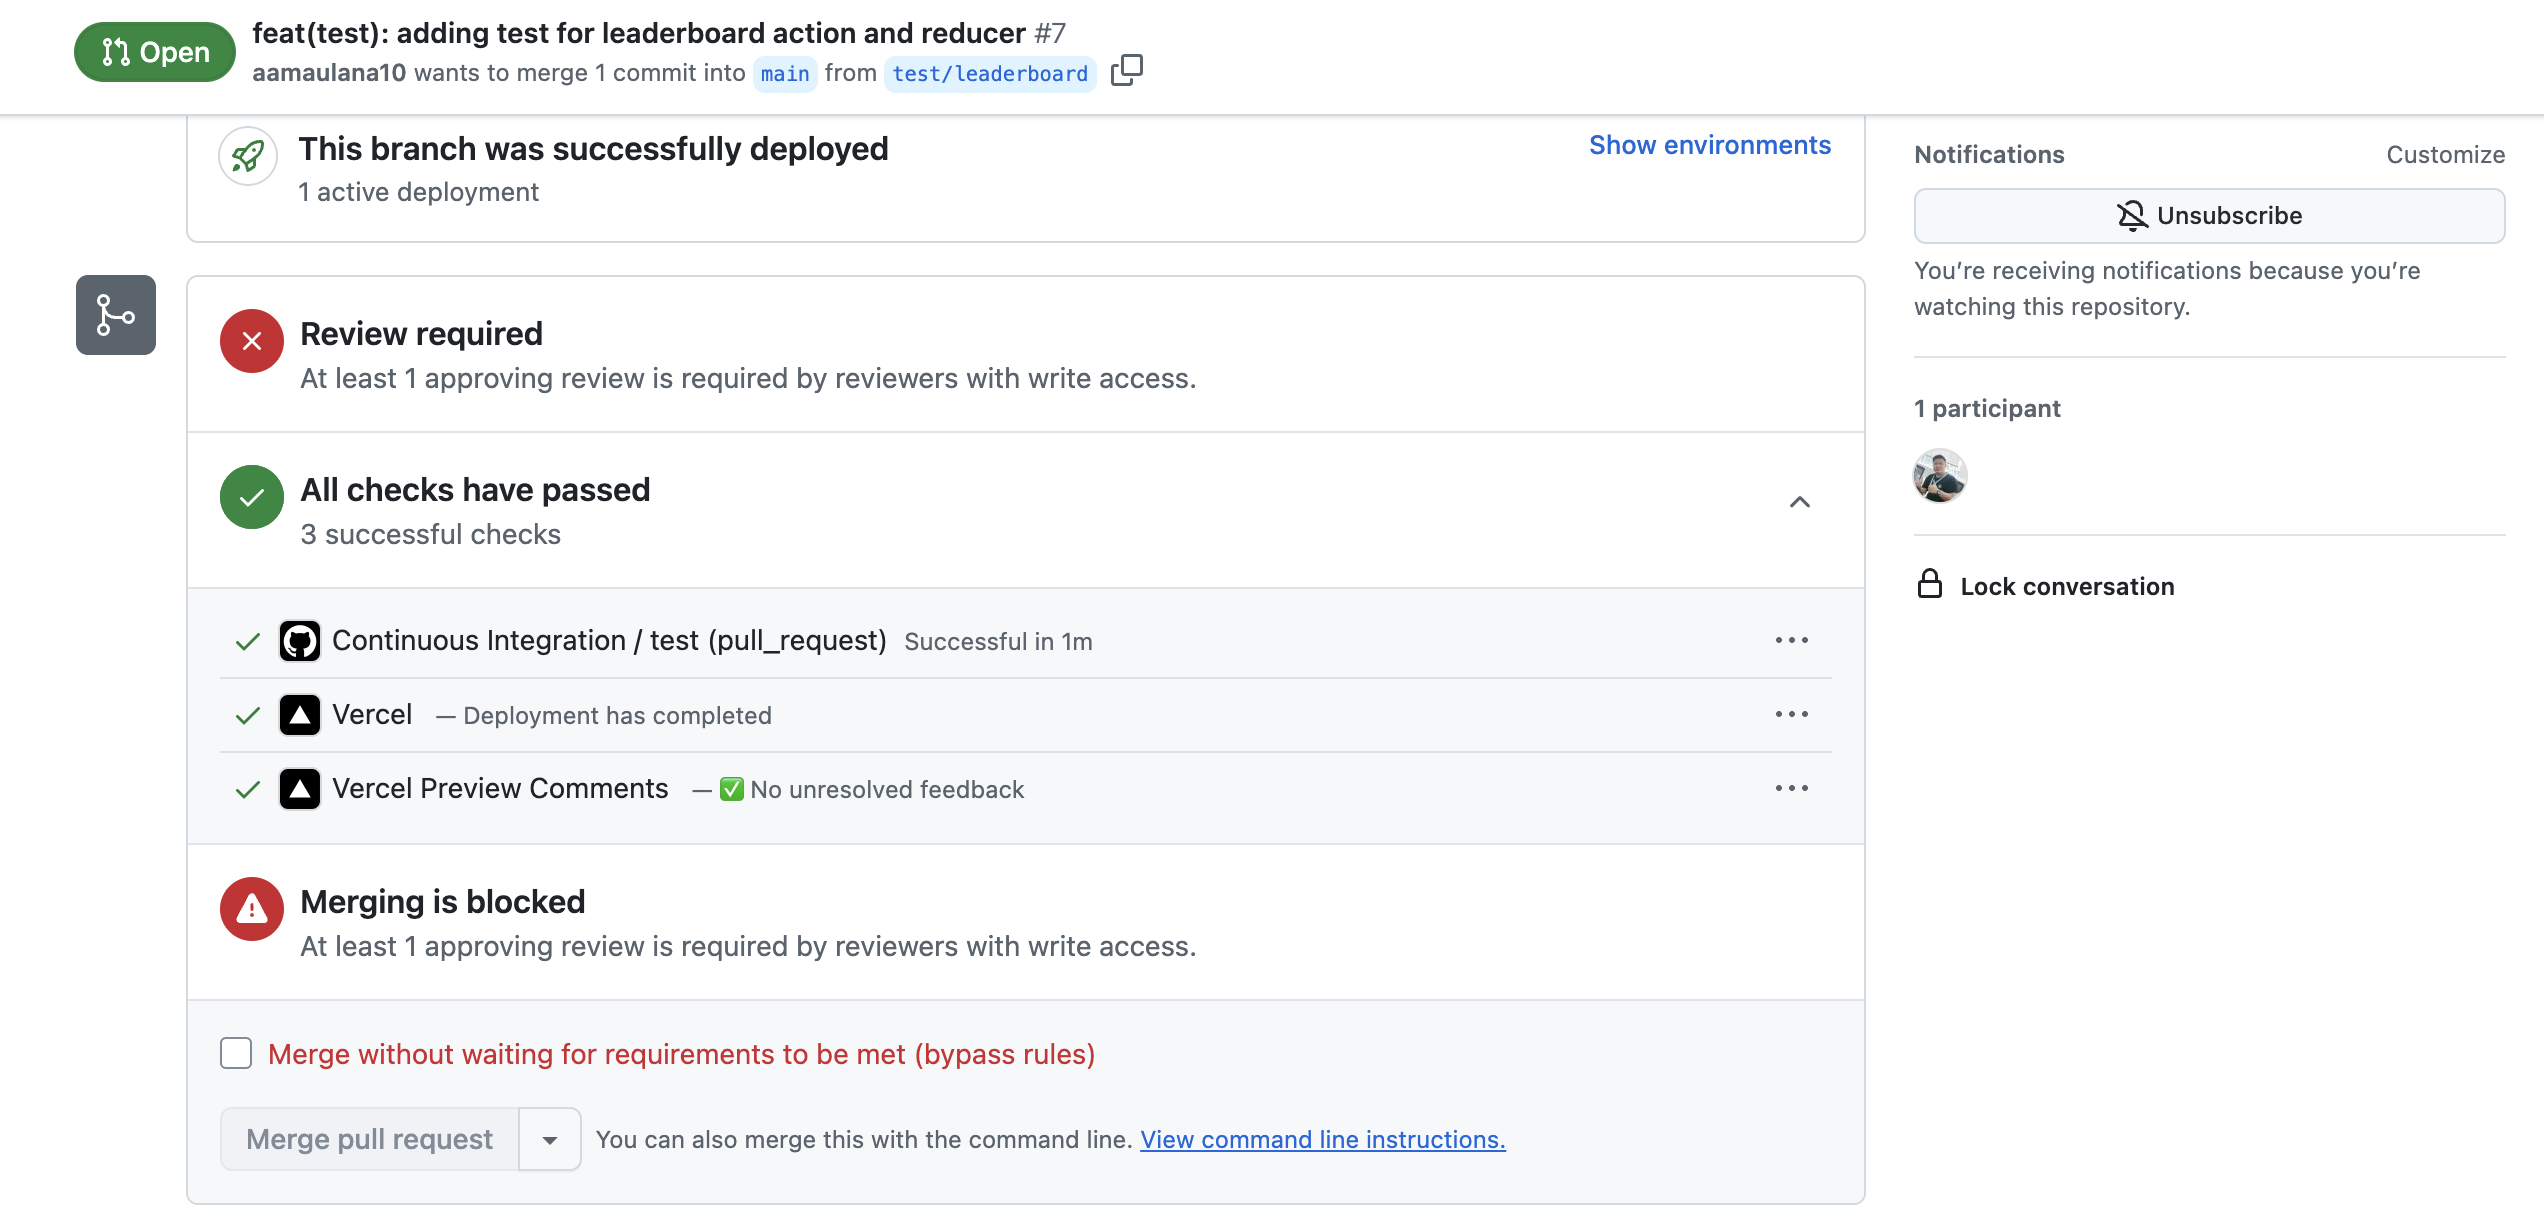 Open
feat(test): adding test for leaderboard action and reducer #7
aamaulana10 wants to merge 1 commit into main from test/leaderboard
This branch was successfully deployed
Show environments
1 active deployment
Review required
At least 1 approving review is required by reviewers with write access.
All checks have passed
3 successful checks
Continuous Integration / test (pull_request) Successful in 1m
Vercel — Deployment has completed
Vercel Preview Comments — ✅ No unresolved feedback
Merging is blocked
At least 1 approving review is required by reviewers with write access.
Merge without waiting for requirements to be met (bypass rules)
Merge pull request
You can also merge this with the command line. View command line instructions.
Notifications
Customize
Unsubscribe
You’re receiving notifications because you’re
watching this repository.
1 participant
Lock conversation